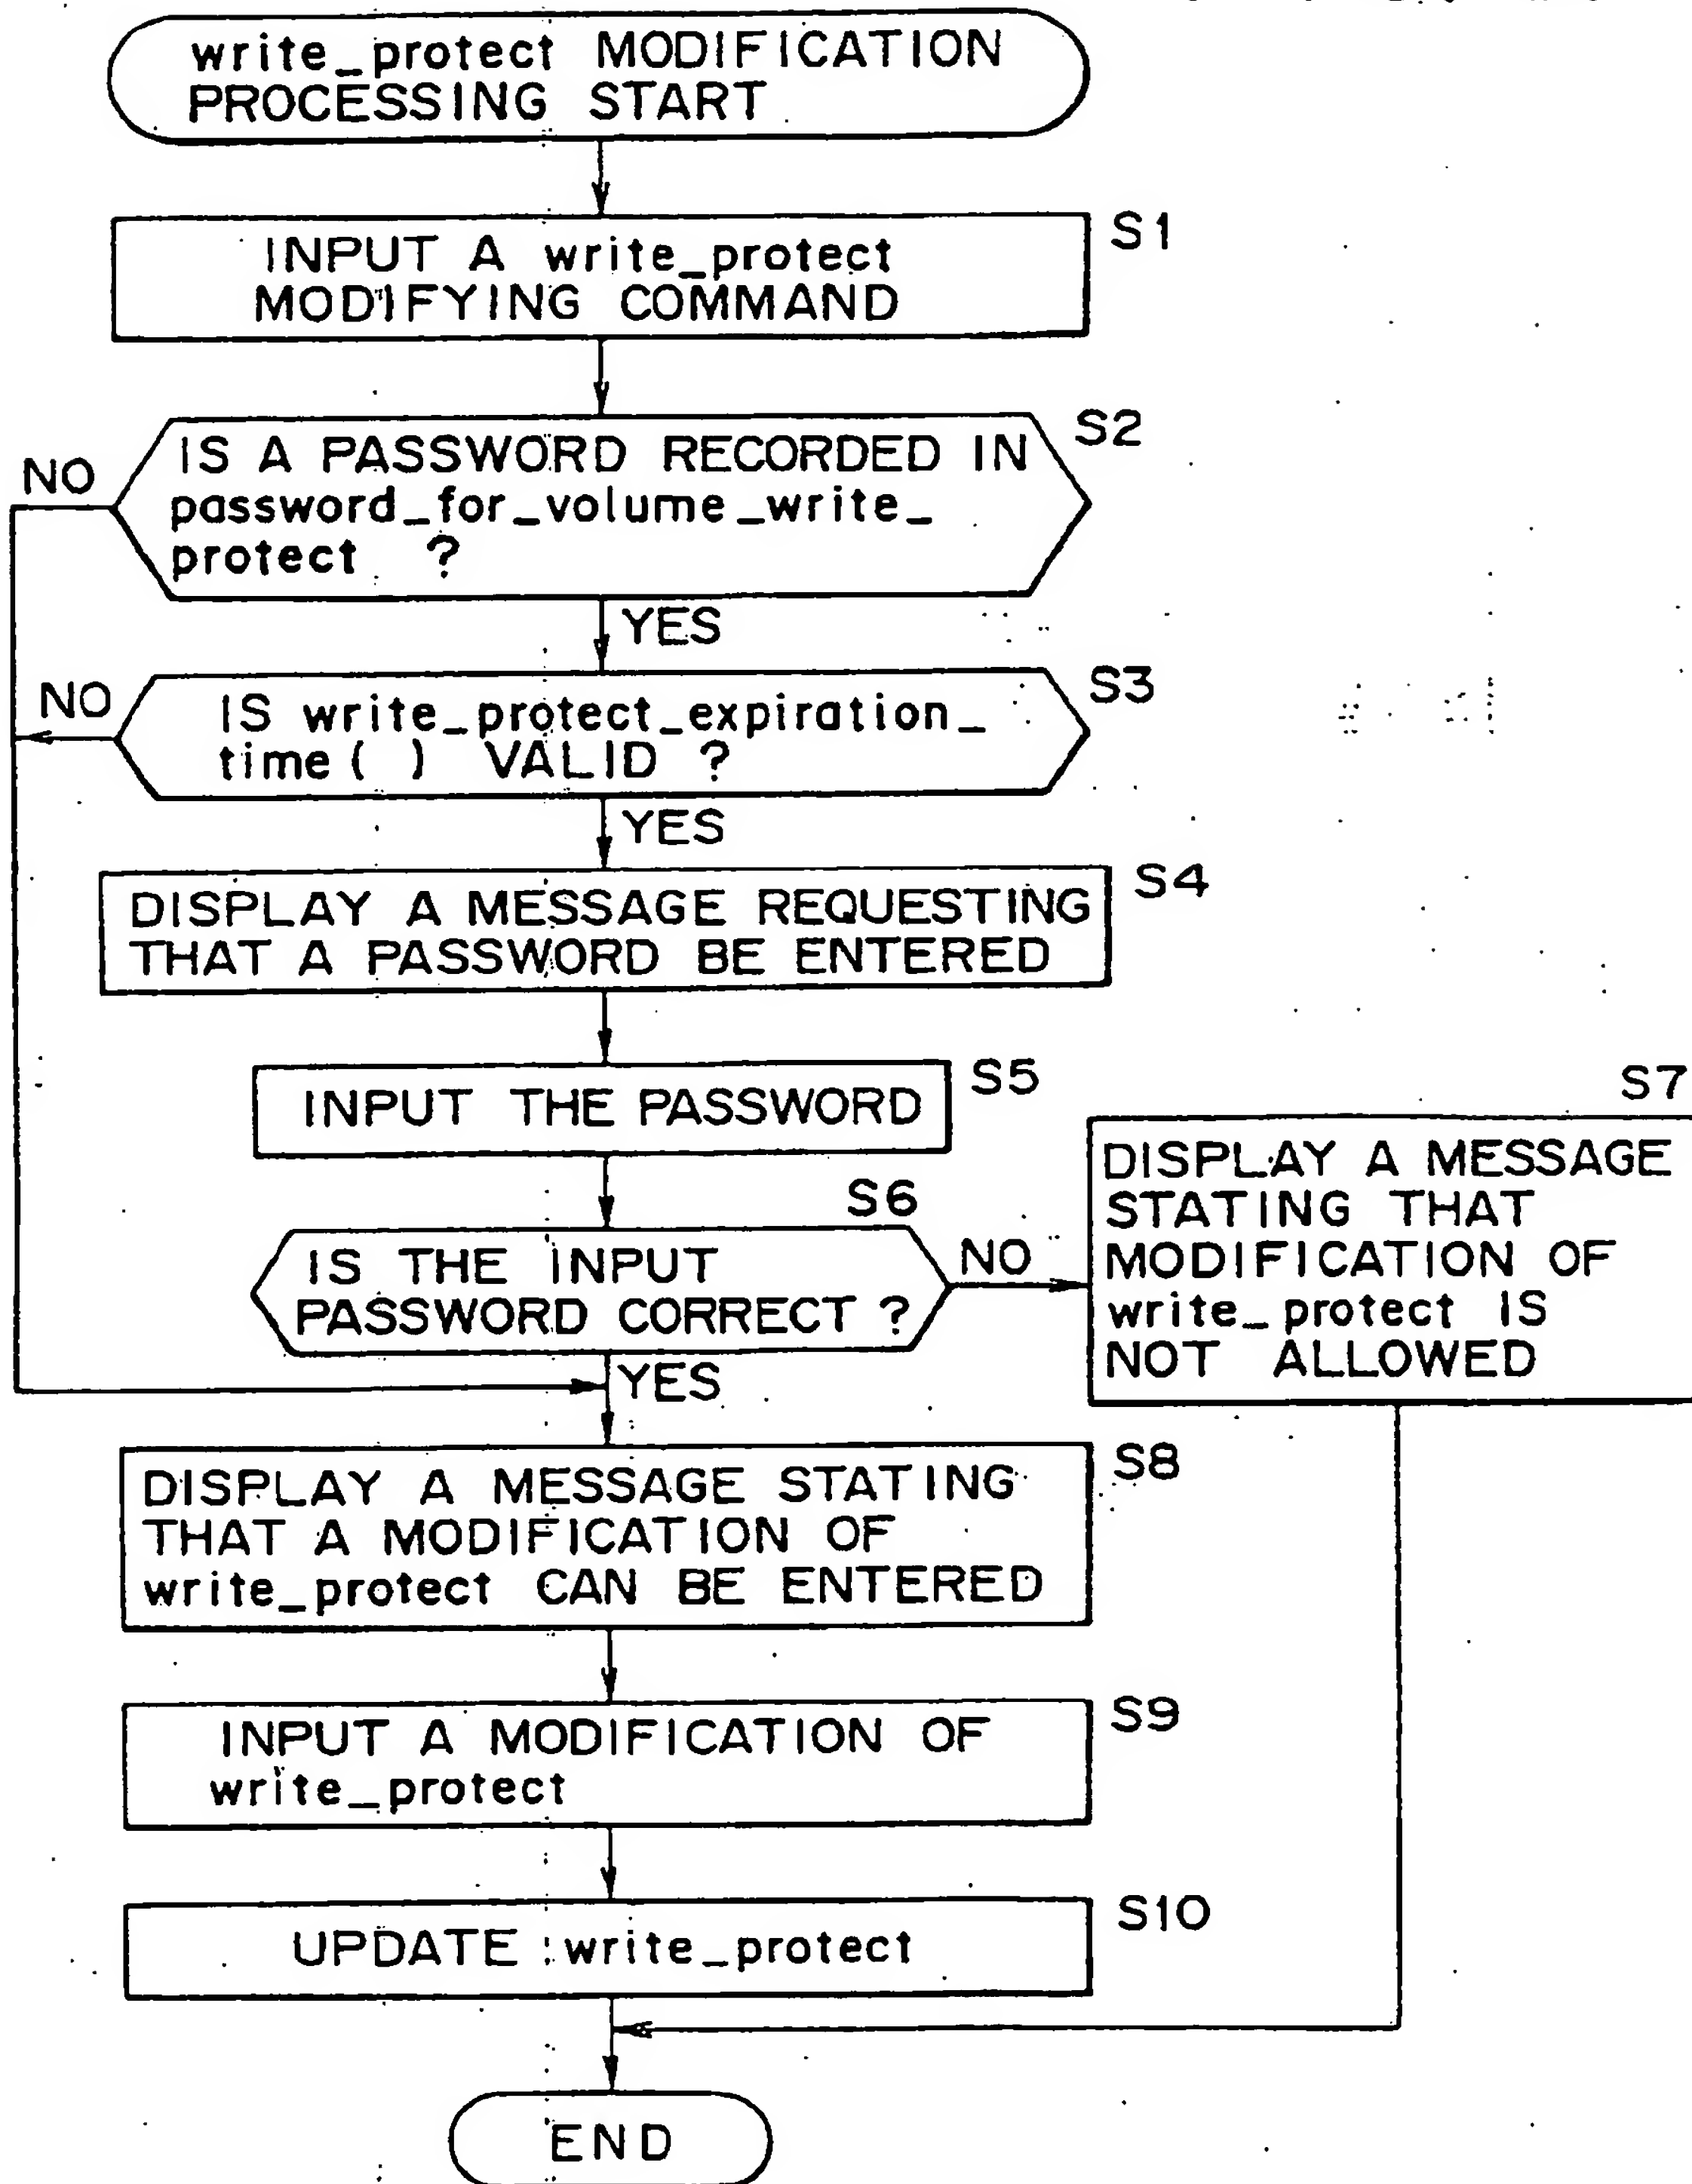 write_protect MODIFICATION
PROCESSING START
INPUT A write_protect
MODIFYING COMMAND
S1
IS A PASSWORD RECORDED IN
password_for_volume_write_
protect ?
S2
NO
YES
IS write_protect_expiration_
time ( ) VALID ?
S3
NO
YES
DISPLAY A MESSAGE REQUESTING
THAT A PASSWORD BE ENTERED
S4
INPUT THE PASSWORD
S5
IS THE INPUT
PASSWORD CORRECT ?
S6
NO
YES
S7
DISPLAY A MESSAGE
STATING THAT
MODIFICATION OF
write_protect IS
NOT ALLOWED
DISPLAY A MESSAGE STATING
THAT A MODIFICATION OF
write_protect CAN BE ENTERED
S8
INPUT A MODIFICATION OF
write_protect
S9
UPDATE write_protect
S10
END